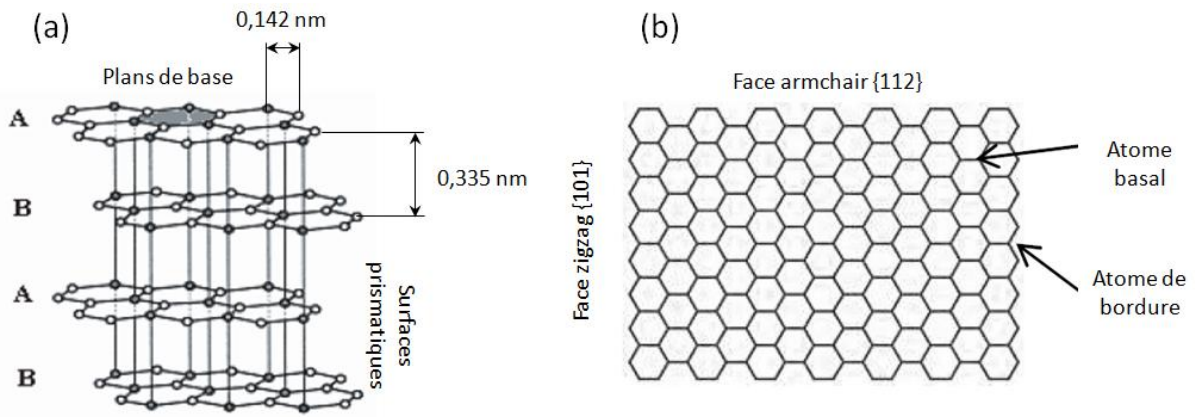 (a)
0,142 nm
Plans de base
A
0,335 nm
B
A
B
Surfaces
prismatiques
(b)
Face armchair {112}
Face zigzag {101}
Atome
basal
Atome de
bordure